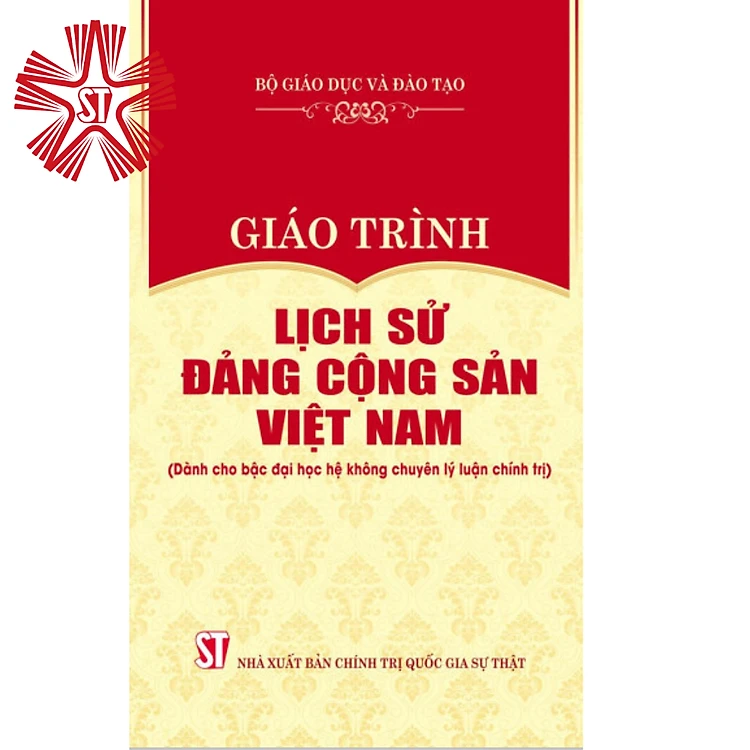 ST
BỘ GIÁO DỤC VÀ ĐÀO TẠO
GIÁO TRÌNH
LỊCH SỬ
ĐẢNG CỘNG SẢN
VIỆT NAM
(Dành cho bậc đại học hệ không chuyên lý luận chính trị)
ST NHÀ XUẤT BẢN CHÍNH TRỊ QUỐC GIA SỰ THẬT